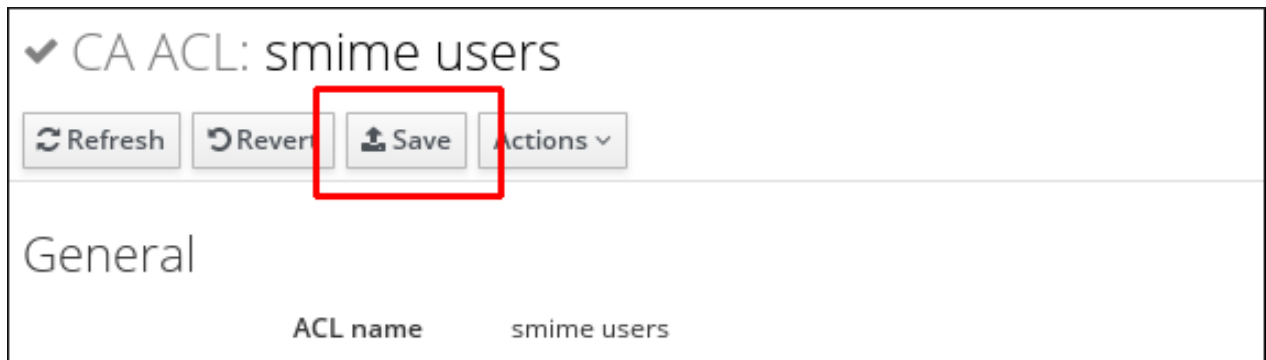 CA ACL: smime users
Refresh Revert Save Actions
General
ACL name smime users